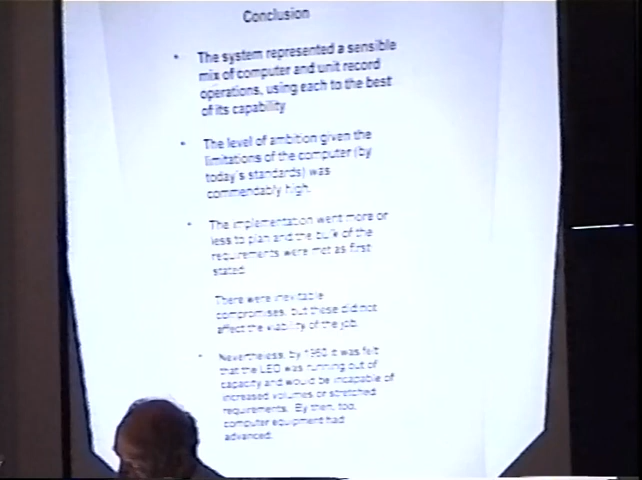 Conclusion
• The system represented a sensible
mix of computer and unit record
operations, using each to the best
of its capability
• The level of ambition given the
limitations of the computer (by
today's standards) was
commendably high.
• The implementation went more or
less to plan and the bulk of the
requirements were met as first
stated
There were inevitable
compromises, but these did not
affect the viability of the job.
• Nevertheless, by 1960 it was felt
that the LEO was running out of
capacity and would be incapable of
increased volumes or stretched
requirements. By then, too,
computer equipment had
advanced.